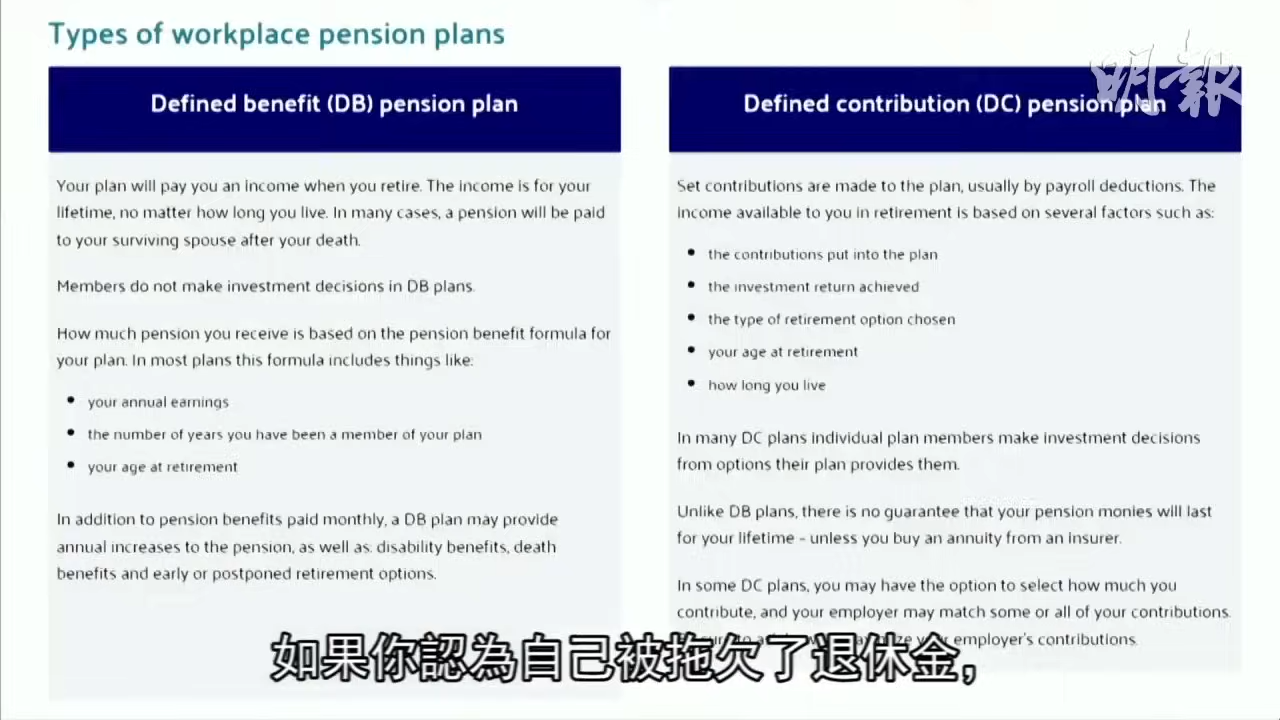 Types of workplace pension plans
明報
Defined benefit (DB) pension plan
Your plan will pay you an income when you retire. The income is for your
lifetime, no matter how long you live. In many cases, a pension will be paid
to your surviving spouse after your death.
Members do not make investment decisions in DB plans.
How much pension you receive is based on the pension benefit formula for
your plan. In most plans this formula includes things like:
• your annual earnings
• the number of years you have been a member of your plan
• your age at retirement
In addition to pension benefits paid monthly, a DB plan may provide
annual increases to the pension, as well as: disability benefits, death
benefits and early or postponed retirement options.
Defined contribution (DC) pension plan
Set contributions are made to the plan, usually by payroll deductions. The
income available to you in retirement is based on several factors such as:
• the contributions put into the plan
• the investment return achieved
• the type of retirement option chosen
• your age at retirement
• how long you live
In many DC plans individual plan members make investment decisions
from options their plan provides them.
Unlike DB plans, there is no guarantee that your pension monies will last
for your lifetime – unless you buy an annuity from an insurer.
In some DC plans, you may have the option to select how much you
contribute, and your employer may match some or all of your contributions.
employer's contributions.
如果你認為自己被拖欠了退休金,